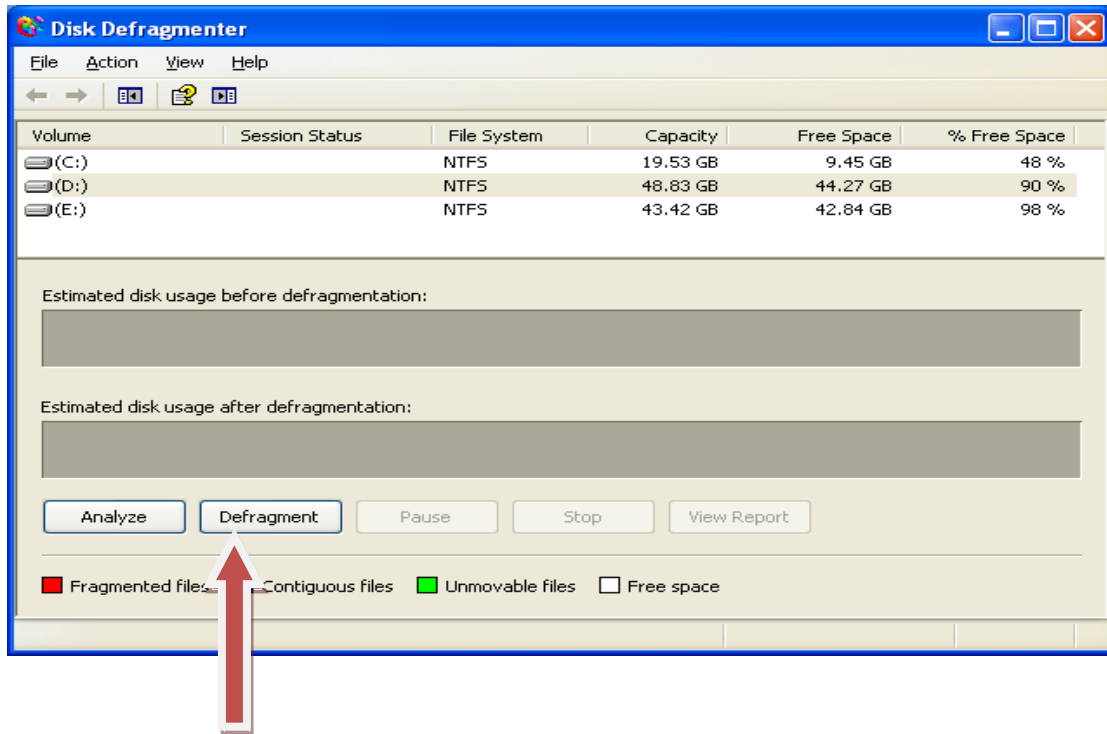 Disk Defragmenter
File Action View Help
Volume Session Status File System Capacity Free Space % Free Space
(C:) NTFS 19.53 GB 9.45 GB 48 %
(D:) NTFS 48.83 GB 44.27 GB 90 %
(E:) NTFS 43.42 GB 42.84 GB 98 %
Estimated disk usage before defragmentation:
Estimated disk usage after defragmentation:
Analyze Defragment Pause Stop View Report
Fragmented files Contiguous files Unmovable files Free space